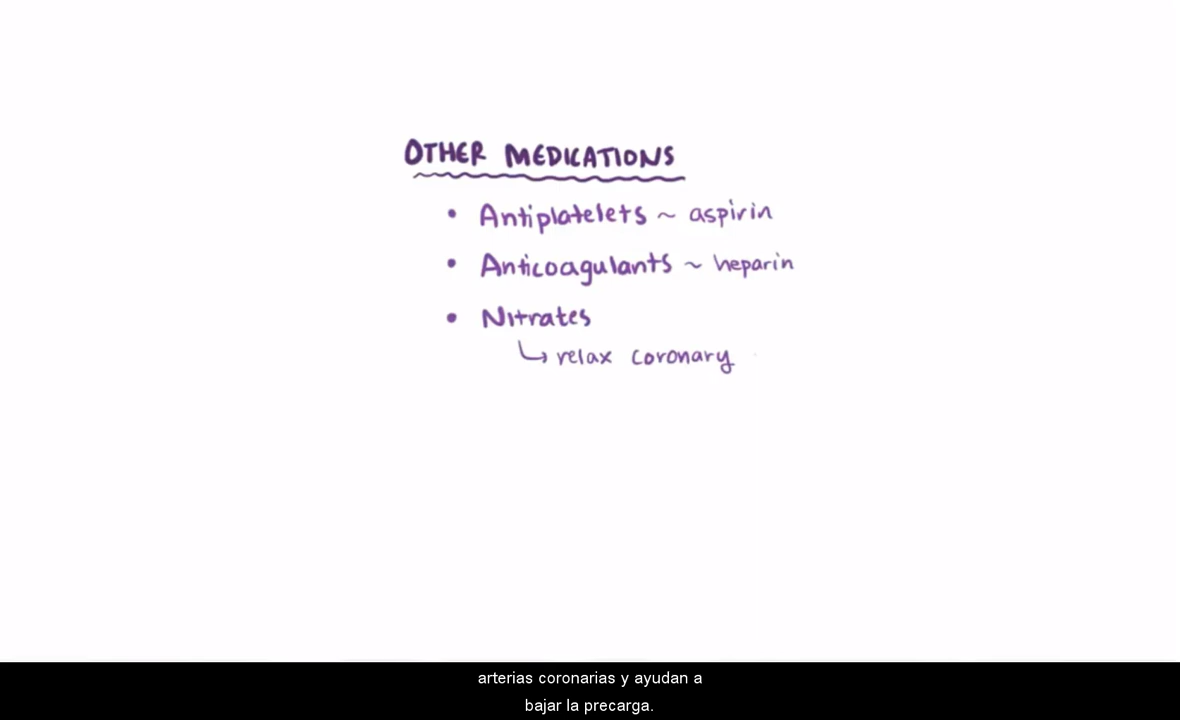 OTHER MEDICATIONS
• Antiplatelets ~ aspirin
• Anticoagulants ~ heparin
• Nitrates
↳ relax coronary
arterias coronarias y ayudan a
bajar la precarga.